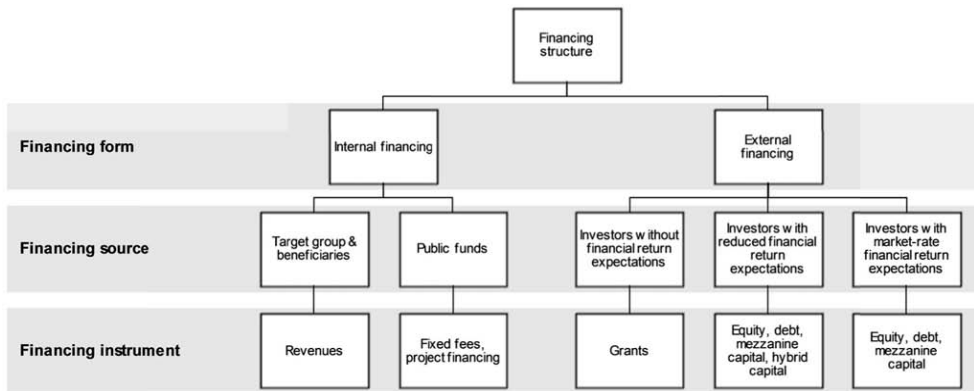 Financing
structure
Financing form
Internal financing
External
financing
Financing source
Target group &
beneficiaries
Public funds
Investors without
financial return
expectations
Investors with
reduced financial
return
expectations
Investors with
market-rate
financial return
expectations
Financing instrument
Revenues
Fixed fees,
project financing
Grants
Equity, debt,
mezzanine
capital, hybrid
capital
Equity, debt,
mezzanine
capital